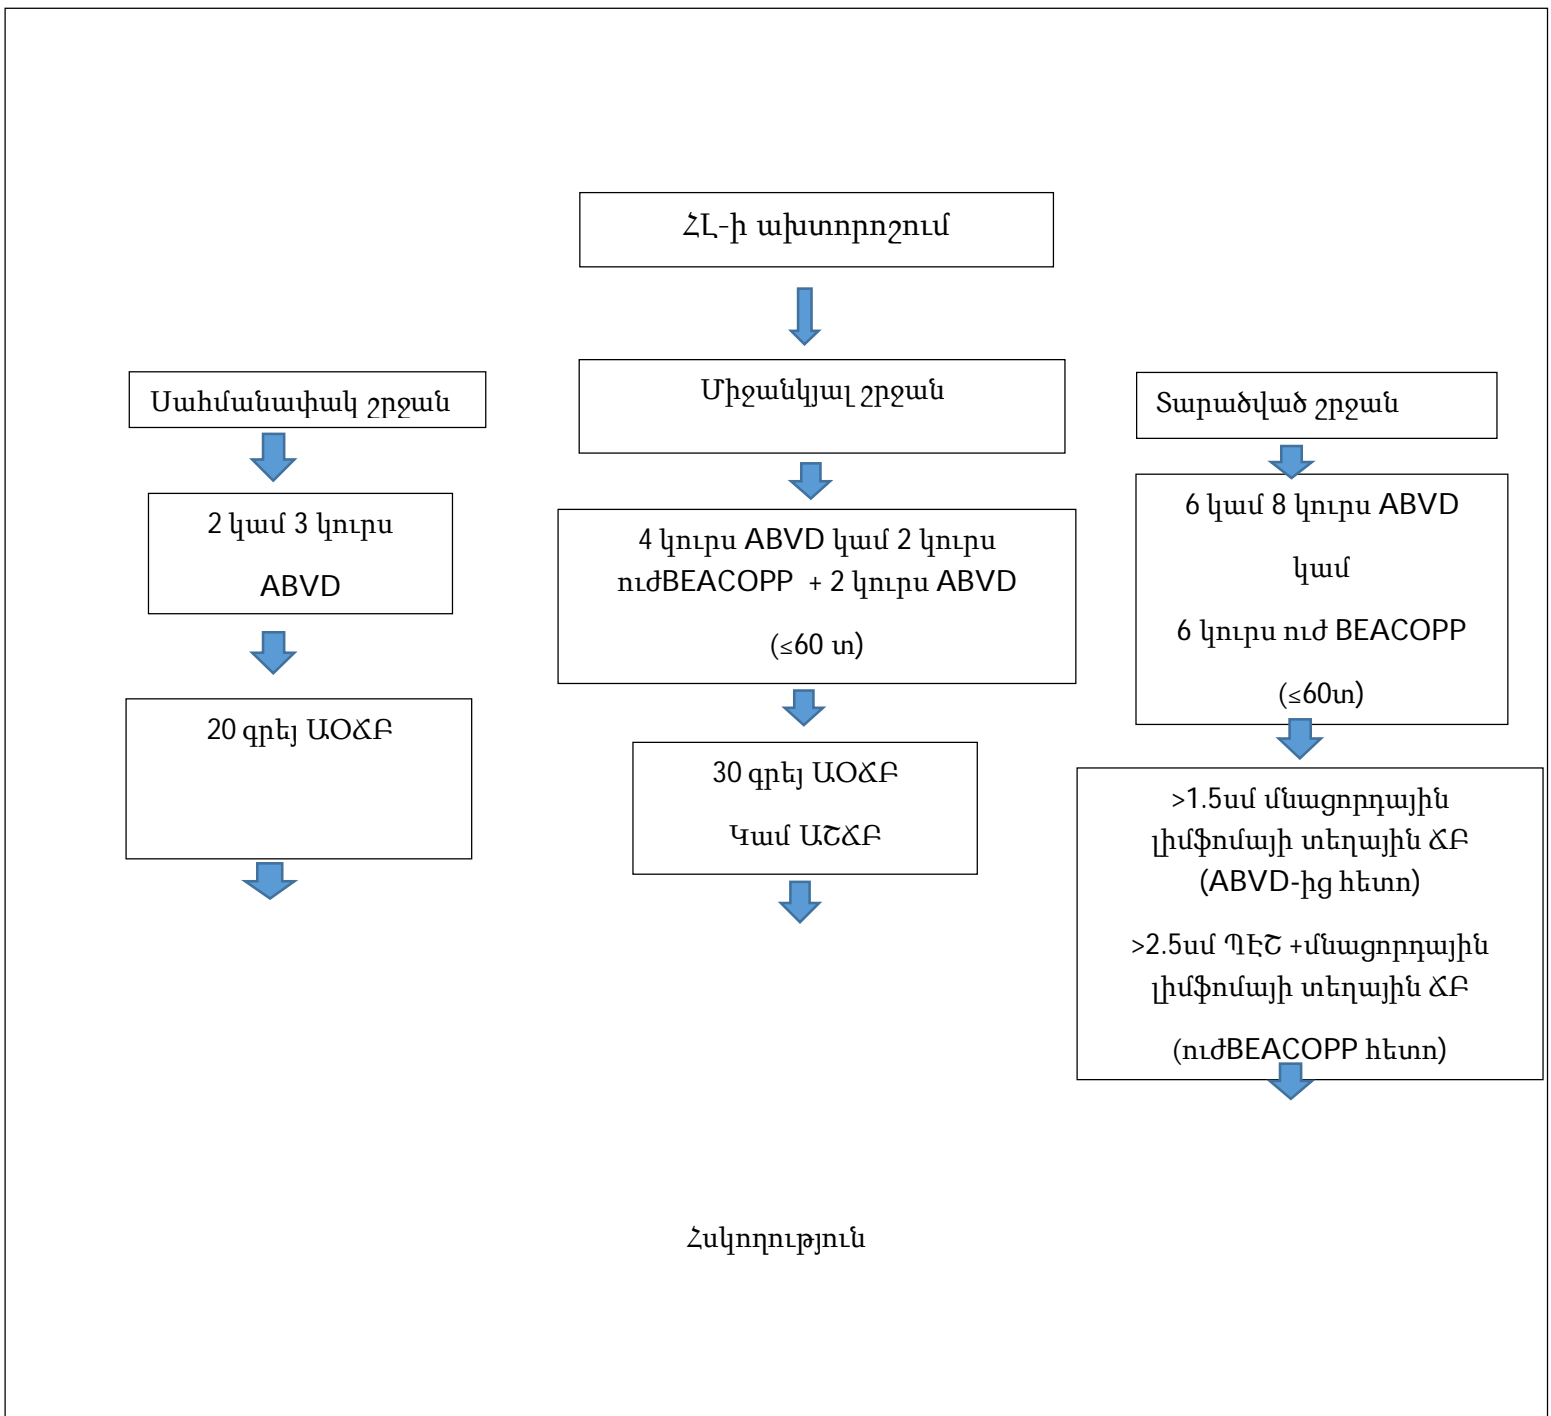 ՀԼ-ի ախտորոշում
Սահմանափակ շրջան
2 կամ 3 կուրս
ABVD
20 գրեյ ԱՕՃԲ
Միջանկյալ շրջան
4 կուրս ABVD կամ 2 կուրս
ուժBEACOPP + 2 կուրս ABVD
(≤60 տ)
30 գրեյ ԱՕՃԲ
Կամ ԱՇՃԲ
Տարածված շրջան
6 կամ 8 կուրս ABVD
կամ
6 կուրս ուժ BEACOPP
(≤60տ)
>1.5սմ մնացորդային
լիմֆոմայի տեղային ՃԲ
(ABVD-ից հետո)
>2.5սմ ՊԷՇ +մնացորդային
լիմֆոմայի տեղային ՃԲ
(ուժBEACOPP հետո)
Հսկողություն